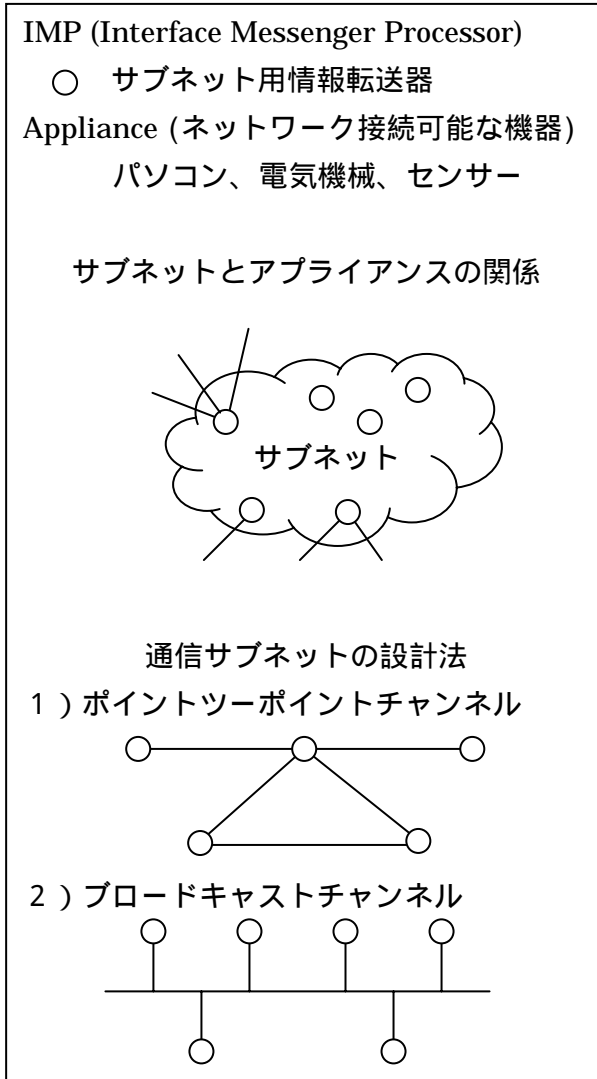 IMP (Interface Messenger Processor)
○ サブネット用情報転送器
Appliance (ネットワーク接続可能な機器)
パソコン、電気機械、センサー
サブネットとアプライアンスの関係
サブネット
通信サブネットの設計法
1)ポイントツーポイントチャンネル
2)ブロードキャストチャンネル